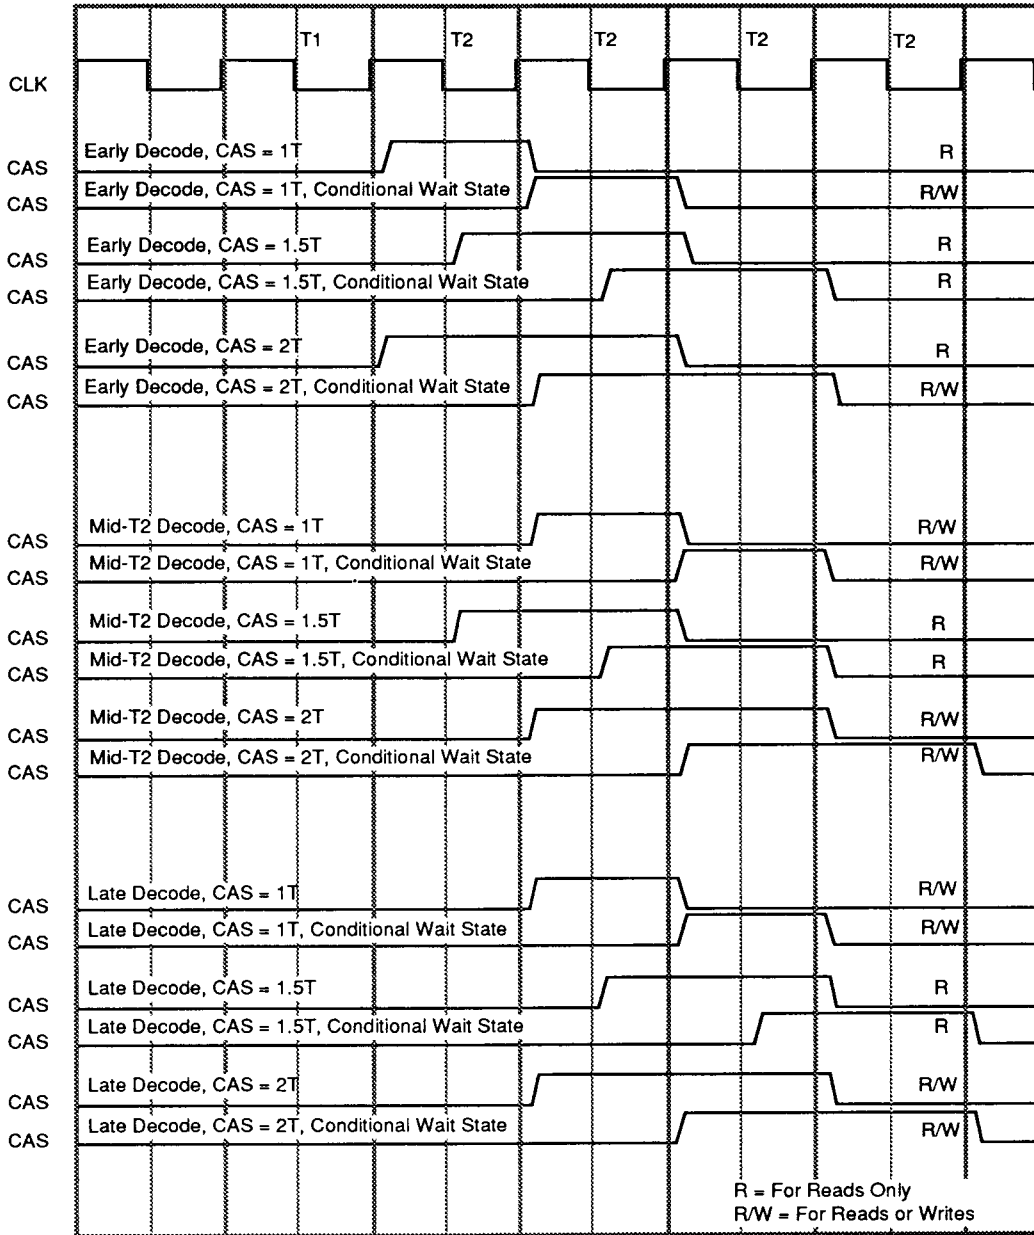 T1 T2 T2 T2 T2
CLK
Early Decode, CAS = 1T R
CAS
Early Decode, CAS = 1T, Conditional Wait State R/W
CAS
Early Decode, CAS = 1.5T R
CAS
Early Decode, CAS = 1.5T, Conditional Wait State R
CAS
Early Decode, CAS = 2T R
CAS
Early Decode, CAS = 2T, Conditional Wait State R/W
CAS
Mid-T2 Decode, CAS = 1T R/W
CAS
Mid-T2 Decode, CAS = 1T, Conditional Wait State R/W
CAS
Mid-T2 Decode, CAS = 1.5T R
CAS
Mid-T2 Decode, CAS = 1.5T, Conditional Wait State R
CAS
Mid-T2 Decode, CAS = 2T R/W
CAS
Mid-T2 Decode, CAS = 2T, Conditional Wait State R/W
CAS
Late Decode, CAS = 1T R/W
CAS
Late Decode, CAS = 1T, Conditional Wait State R/W
CAS
Late Decode, CAS = 1.5T R
CAS
Late Decode, CAS = 1.5T, Conditional Wait State R
CAS
Late Decode, CAS = 2T R/W
CAS
Late Decode, CAS = 2T, Conditional Wait State R/W
CAS
R = For Reads Only
R/W = For Reads or Writes